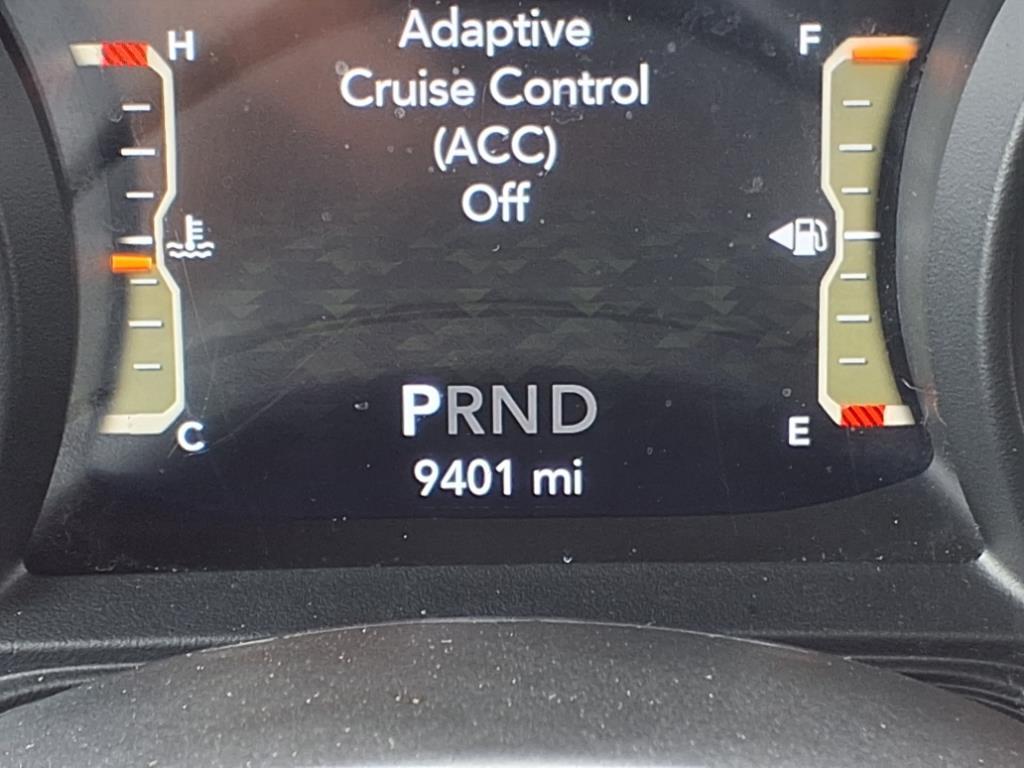 H
Adaptive
F
Cruise Control
(ACC)
Off
PRND
C
E
9401 mi